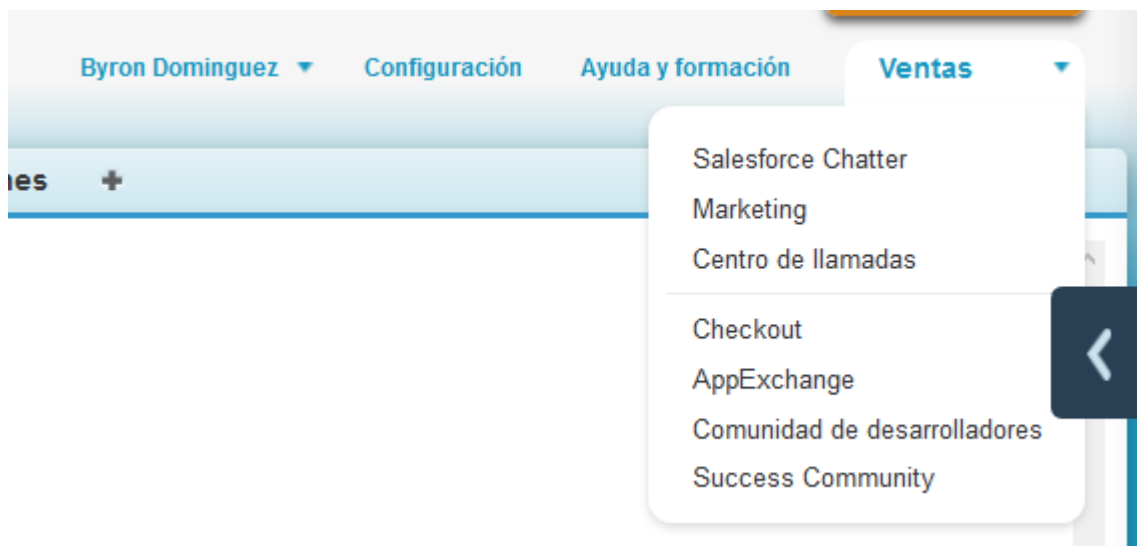 Byron Dominguez Configuración Ayuda y formación Ventas
Salesforce Chatter
Marketing
Centro de llamadas
Checkout
AppExchange
Comunidad de desarrolladores
Success Community